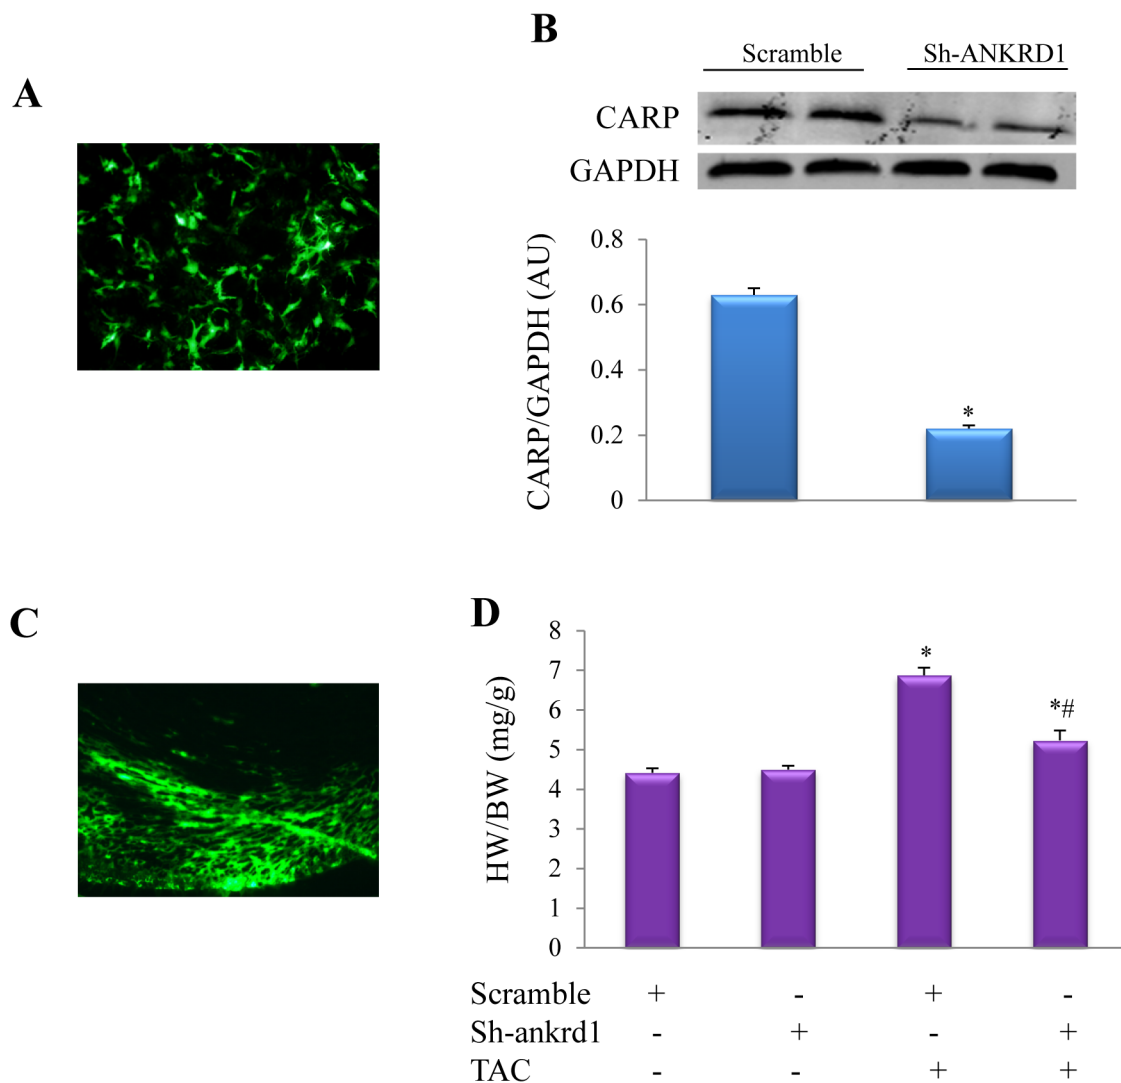 A
B
Scramble Sh-ANKRD1
CARP
GAPDH
CARP/GAPDH (AU)
0.8
0.6
0.4
0.2
0
*
C
D
HW/BW (mg/g)
8
7
6
5
4
3
2
1
0
*
*#
Scramble + - + -
Sh-ankrd1 - + - +
TAC - - + +